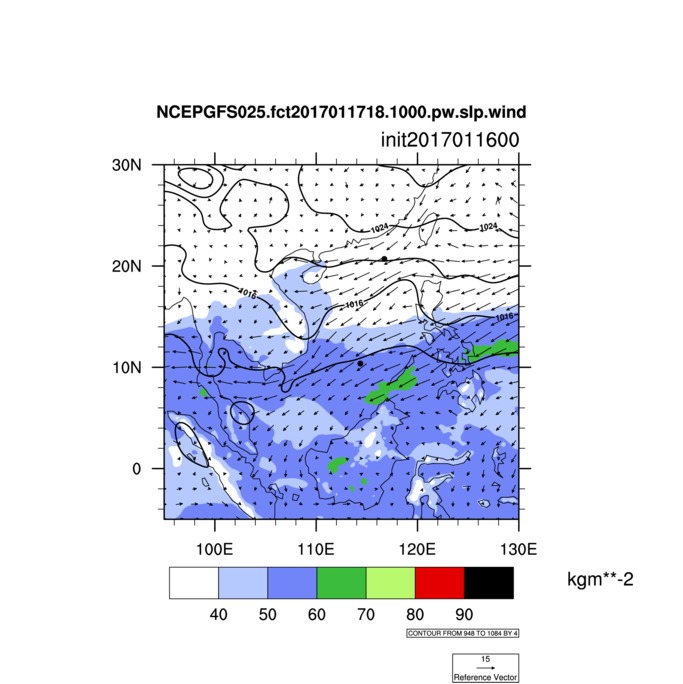 NCEPGFS025.fct2017011718.1000.pw.slp.wind
init2017011600
30N
1024
1024
20N
1016
1016
1016
10N
0
100E 110E 120E 130E
40 50 60 70 80 90
kgm**-2
CONTOUR FROM 948 TO 1084 BY 4
15
Reference Vector